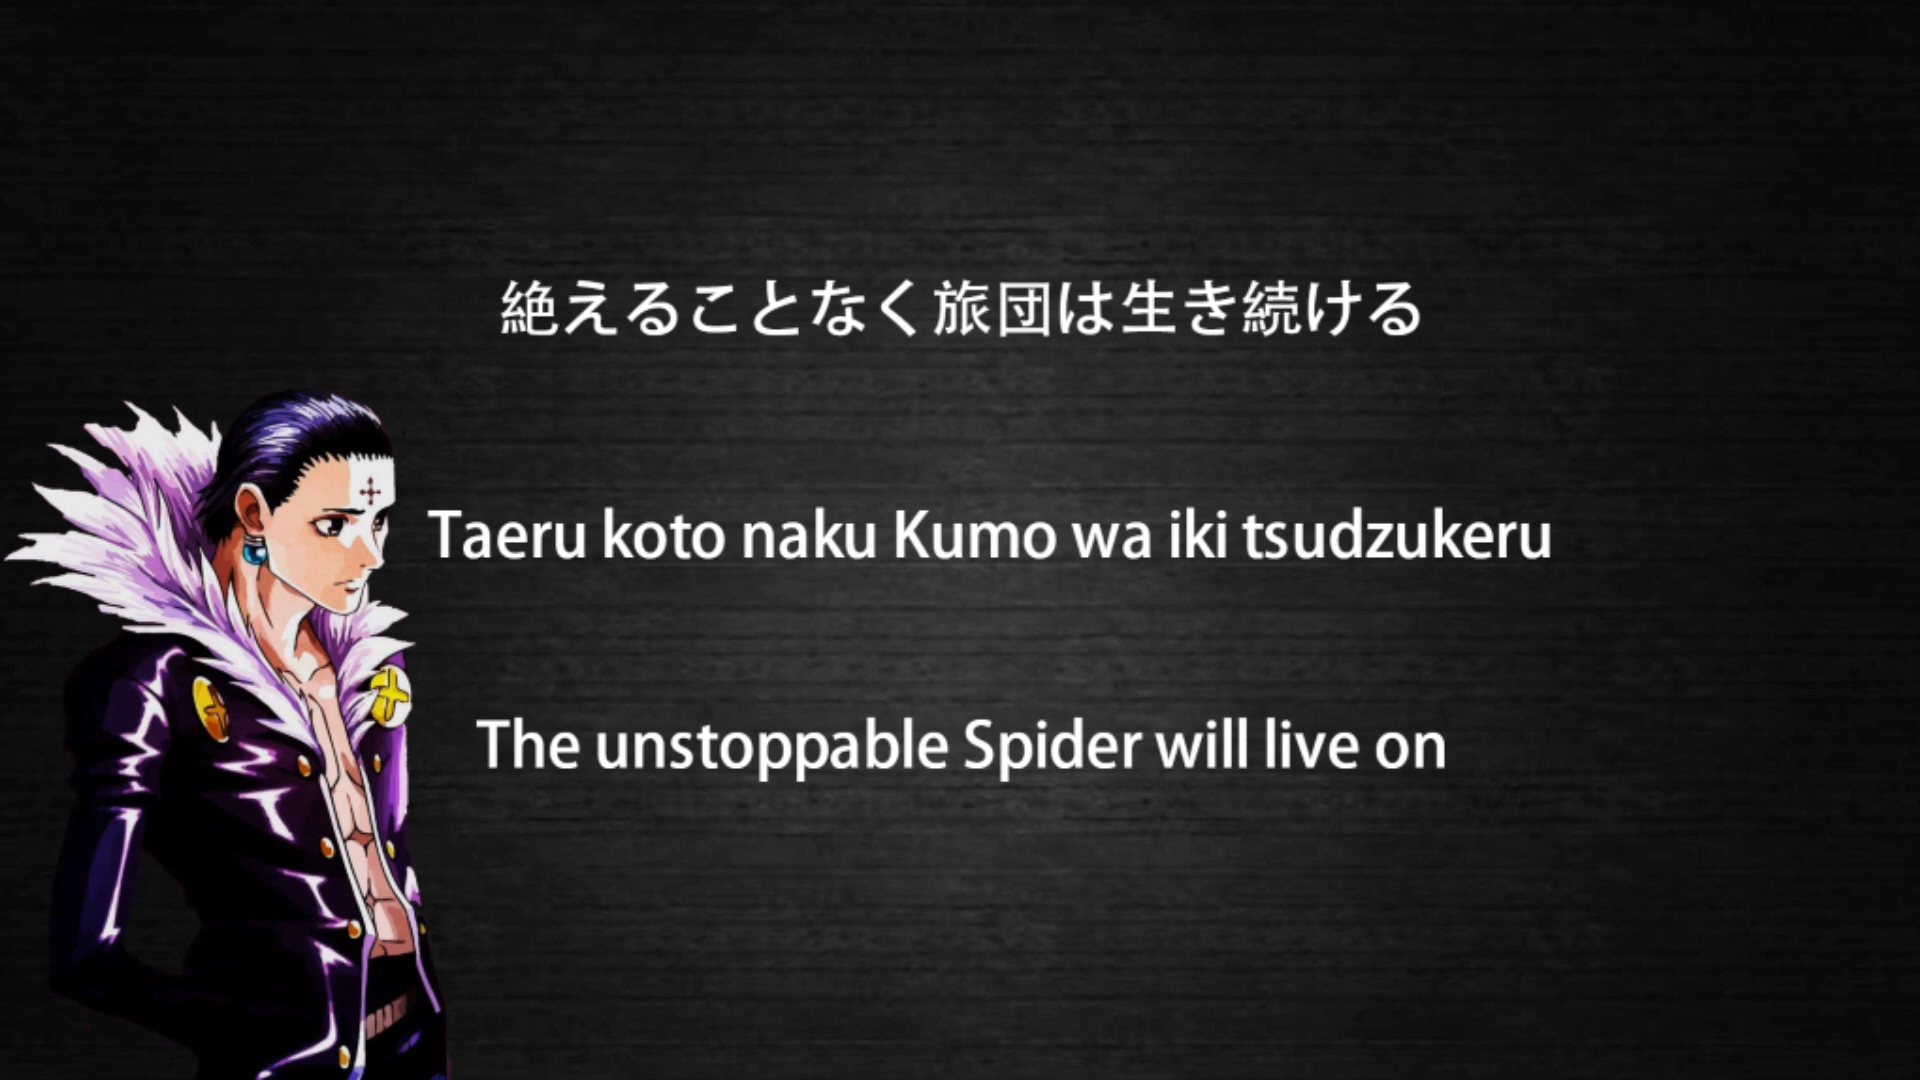 絶えることなく旅団は生き続ける
Taeru koto naku Kumo wa iki tsudzukeru
The unstoppable Spider will live on